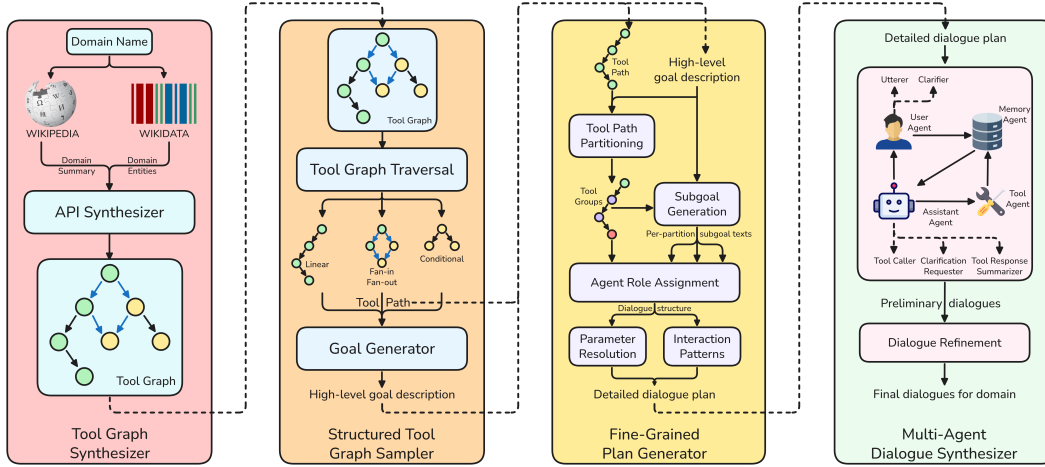 Domain Name
WIKIPEDIA
WIKIDATA
Domain
Summary
Domain
Entities
API Synthesizer
Tool Graph
Tool Graph
Synthesizer
Tool Graph
Tool Graph Traversal
Linear
Fan-in
Fan-out
Conditional
Tool Path
Goal Generator
High-level goal description
Structured Tool
Graph Sampler
Tool
Path
High-level
goal description
Tool Path
Partitioning
Tool
Groups
Subgoal
Generation
Per-partition subgoal texts
Agent Role Assignment
Dialogue structure
Parameter
Resolution
Interaction
Patterns
Detailed dialogue plan
Fine-Grained
Plan Generator
Detailed dialogue plan
Utterer
Clarifier
User
Agent
Memory
Agent
Tool
Agent
Assistant
Agent
Tool Caller
Clarification
Requester
Tool Response
Summarizer
Preliminary dialogues
Dialogue Refinement
Final dialogues for domain
Multi-Agent
Dialogue Synthesizer